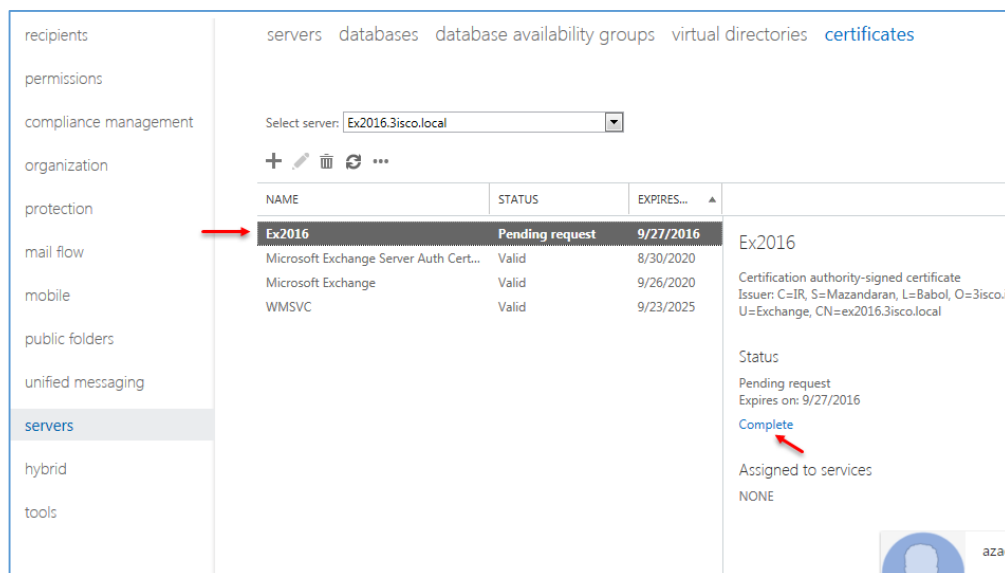 recipients
permissions
compliance management
organization
protection
mail flow
mobile
public folders
unified messaging
servers
hybrid
tools
servers databases database availability groups virtual directories certificates
Select server: Ex2016.3isco.local
NAME STATUS EXPIRES...
Ex2016 Pending request 9/27/2016
Microsoft Exchange Server Auth Cert... Valid 8/30/2020
Microsoft Exchange Valid 9/26/2020
WMSVC Valid 9/23/2025
Ex2016
Certification authority-signed certificate
Issuer: C=IR, S=Mazandaran, L=Babol, O=3isco.
U=Exchange, CN=ex2016.3isco.local
Status
Pending request
Expires on: 9/27/2016
Complete
Assigned to services
NONE
aza